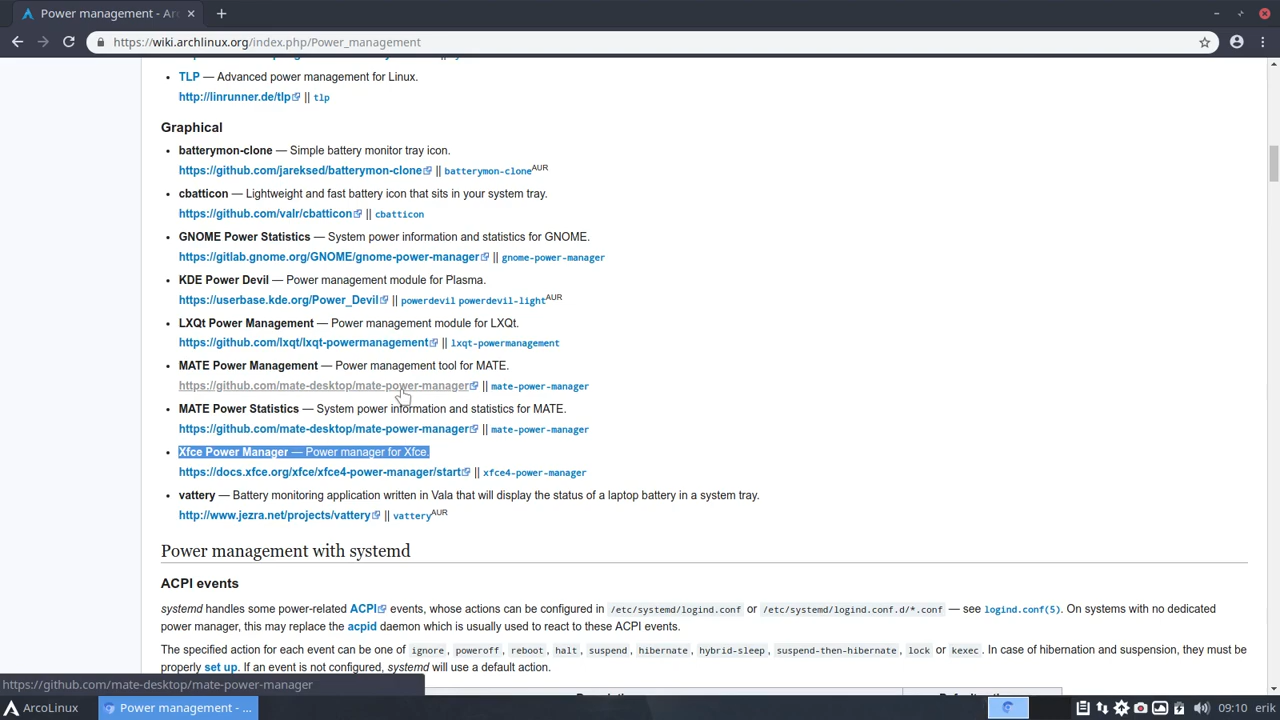 Power management - Arc
https://wiki.archlinux.org/index.php/Power_management
TLP — Advanced power management for Linux.
http://linrunner.de/tlp || tlp
Graphical
batterymon-clone — Simple battery monitor tray icon.
https://github.com/jareksed/batterymon-clone || batterymon-cloneAUR
cbatticon — Lightweight and fast battery icon that sits in your system tray.
https://github.com/valr/cbatticon || cbatticon
GNOME Power Statistics — System power information and statistics for GNOME.
https://gitlab.gnome.org/GNOME/gnome-power-manager || gnome-power-manager
KDE Power Devil — Power management module for Plasma.
https://userbase.kde.org/Power_Devil || powerdevil powerdevil-lightAUR
LXQt Power Management — Power management module for LXQt.
https://github.com/lxqt/lxqt-powermanagement || lxqt-powermanagement
MATE Power Management — Power management tool for MATE.
https://github.com/mate-desktop/mate-power-manager || mate-power-manager
MATE Power Statistics — System power information and statistics for MATE.
https://github.com/mate-desktop/mate-power-manager || mate-power-manager
Xfce Power Manager — Power manager for Xfce.
https://docs.xfce.org/xfce/xfce4-power-manager/start || xfce4-power-manager
vattery — Battery monitoring application written in Vala that will display the status of a laptop battery in a system tray.
http://www.jezra.net/projects/vattery || vatteryAUR
Power management with systemd
ACPI events
systemd handles some power-related ACPI events, whose actions can be configured in /etc/systemd/logind.conf or /etc/systemd/logind.conf.d/*.conf — see logind.conf(5). On systems with no dedicated
power manager, this may replace the acpid daemon which is usually used to react to these ACPI events.
The specified action for each event can be one of ignore, poweroff, reboot, halt, suspend, hibernate, hybrid-sleep, suspend-then-hibernate, lock or kexec. In case of hibernation and suspension, they must be
properly set up. If an event is not configured, systemd will use a default action.
https://github.com/mate-desktop/mate-power-manager
ArcoLinux
Power management - ...
09:10 erik